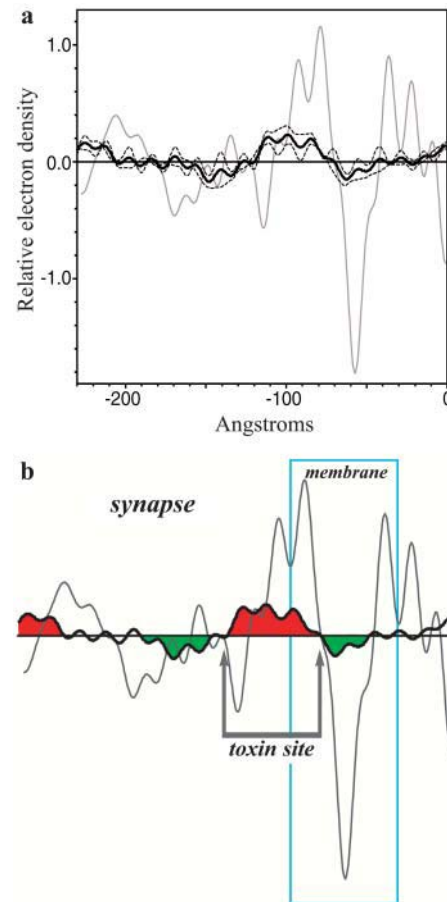 a
1.0
0.0
-1.0
Relative electron density
-200
-100
0
Angstroms
b
membrane
synapse
toxin site